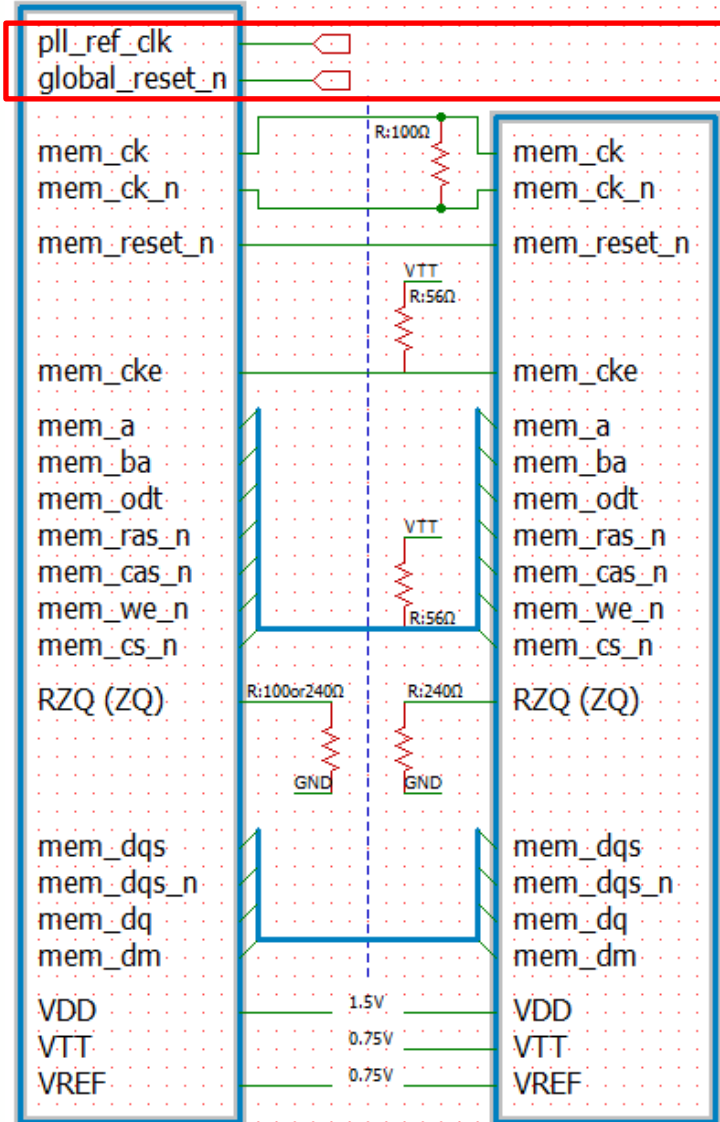 pll_ref_clk
global_reset_n
R:100Ω
mem_ck mem_ck
mem_ck_n mem_ck_n
mem_reset_n mem_reset_n
VTT
R:56Ω
mem_cke mem_cke
mem_a mem_a
mem_ba mem_ba
mem_odt mem_odt
VTT
mem_ras_n mem_ras_n
mem_cas_n mem_cas_n
mem_we_n mem_we_n
R:56Ω
mem_cs_n mem_cs_n
RZQ (ZQ) R:100or240Ω R:240Ω RZQ (ZQ)
GND GND
mem_dqs mem_dqs
mem_dqs_n mem_dqs_n
mem_dq mem_dq
mem_dm mem_dm
VDD 1.5V VDD
VTT 0.75V VTT
VREF 0.75V VREF